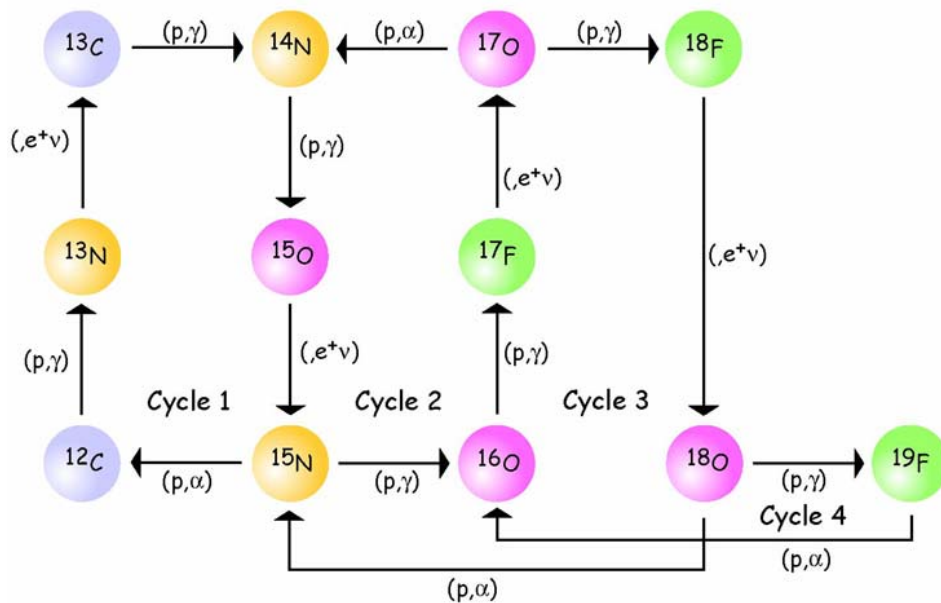 ¹³C (p,γ) ¹⁴N (p,α) ¹⁷O (p,γ) ¹⁸F
(,e⁺ν) (p,γ) (,e⁺ν)
¹³N ¹⁵O ¹⁷F (,e⁺ν)
(p,γ) (,e⁺ν) (p,γ)
Cycle 1 Cycle 2 Cycle 3
¹²C (p,α) ¹⁵N (p,γ) ¹⁶O ¹⁸O (p,γ) ¹⁹F
Cycle 4
(p,α)
(p,α)